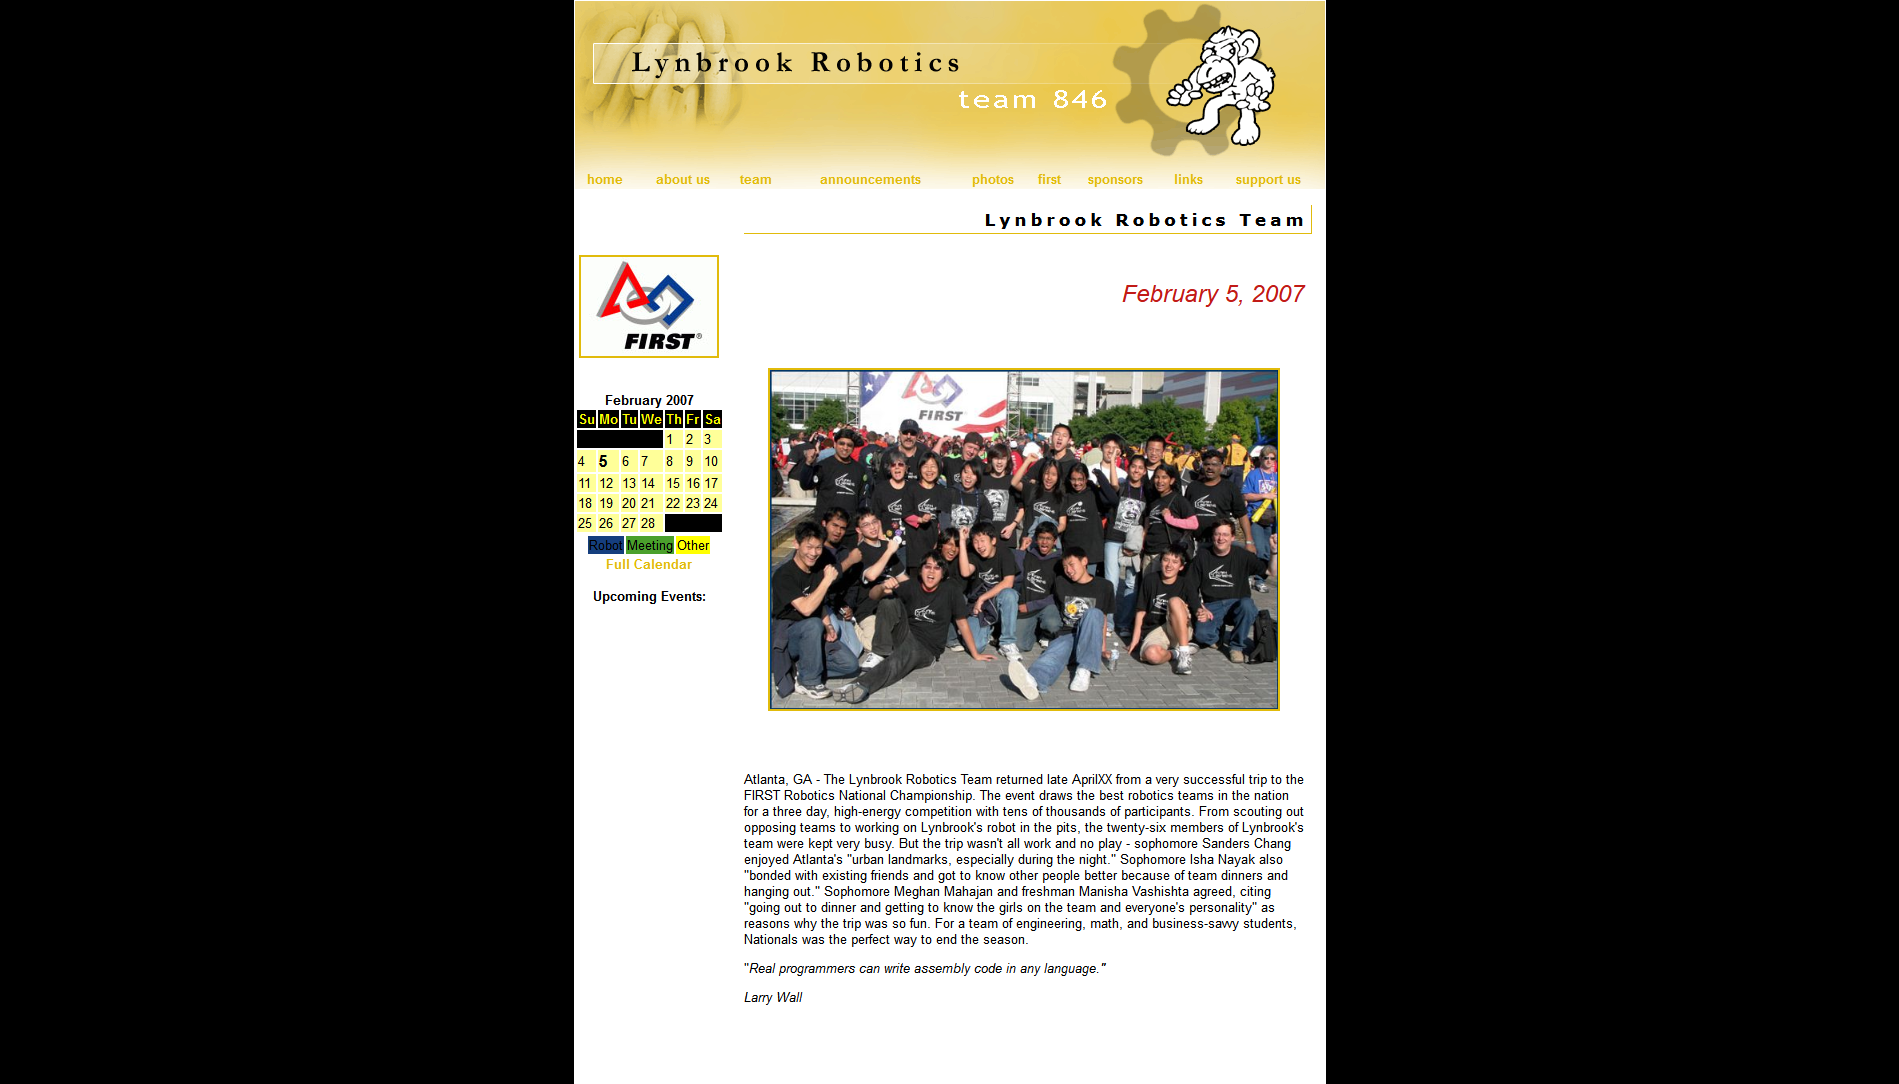 Lynbrook Robotics
team 846
home about us team announcements photos first sponsors links support us
Lynbrook Robotics Team
FIRST®
February 5, 2007
February 2007
Su Mo Tu We Th Fr Sa
1 2 3
4 5 6 7 8 9 10
11 12 13 14 15 16 17
18 19 20 21 22 23 24
25 26 27 28
Robot Meeting Other
Full Calendar
Upcoming Events:
FIRST
Atlanta, GA - The Lynbrook Robotics Team returned late AprilXX from a very successful trip to the
FIRST Robotics National Championship. The event draws the best robotics teams in the nation
for a three day, high-energy competition with tens of thousands of participants. From scouting out
opposing teams to working on Lynbrook's robot in the pits, the twenty-six members of Lynbrook's
team were kept very busy. But the trip wasn't all work and no play - sophomore Sanders Chang
enjoyed Atlanta's "urban landmarks, especially during the night." Sophomore Isha Nayak also
"bonded with existing friends and got to know other people better because of team dinners and
hanging out." Sophomore Meghan Mahajan and freshman Manisha Vashishta agreed, citing
"going out to dinner and getting to know the girls on the team and everyone's personality" as
reasons why the trip was so fun. For a team of engineering, math, and business-savvy students,
Nationals was the perfect way to end the season.
"Real programmers can write assembly code in any language."
Larry Wall